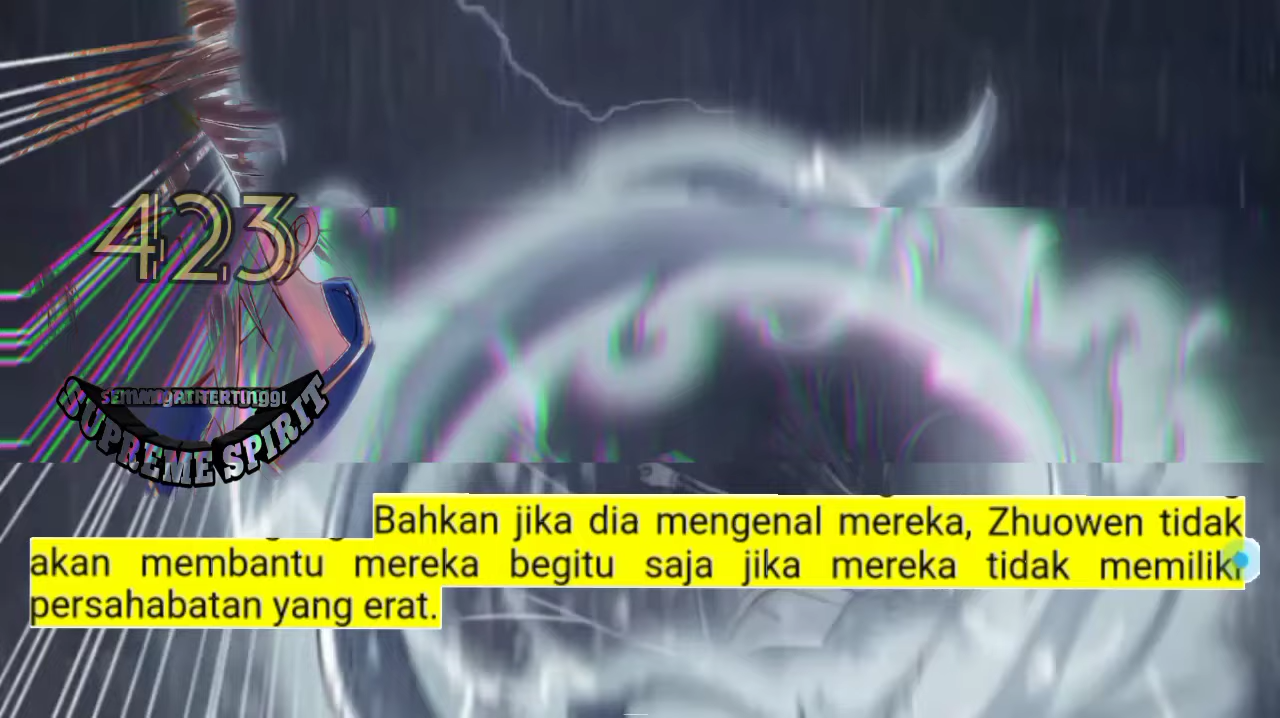 423
SEMANGAT TERTINGGI
SUPREME SPIRIT
Bahkan jika dia mengenal mereka, Zhuowen tidak
akan membantu mereka begitu saja jika mereka tidak memiliki
persahabatan yang erat.